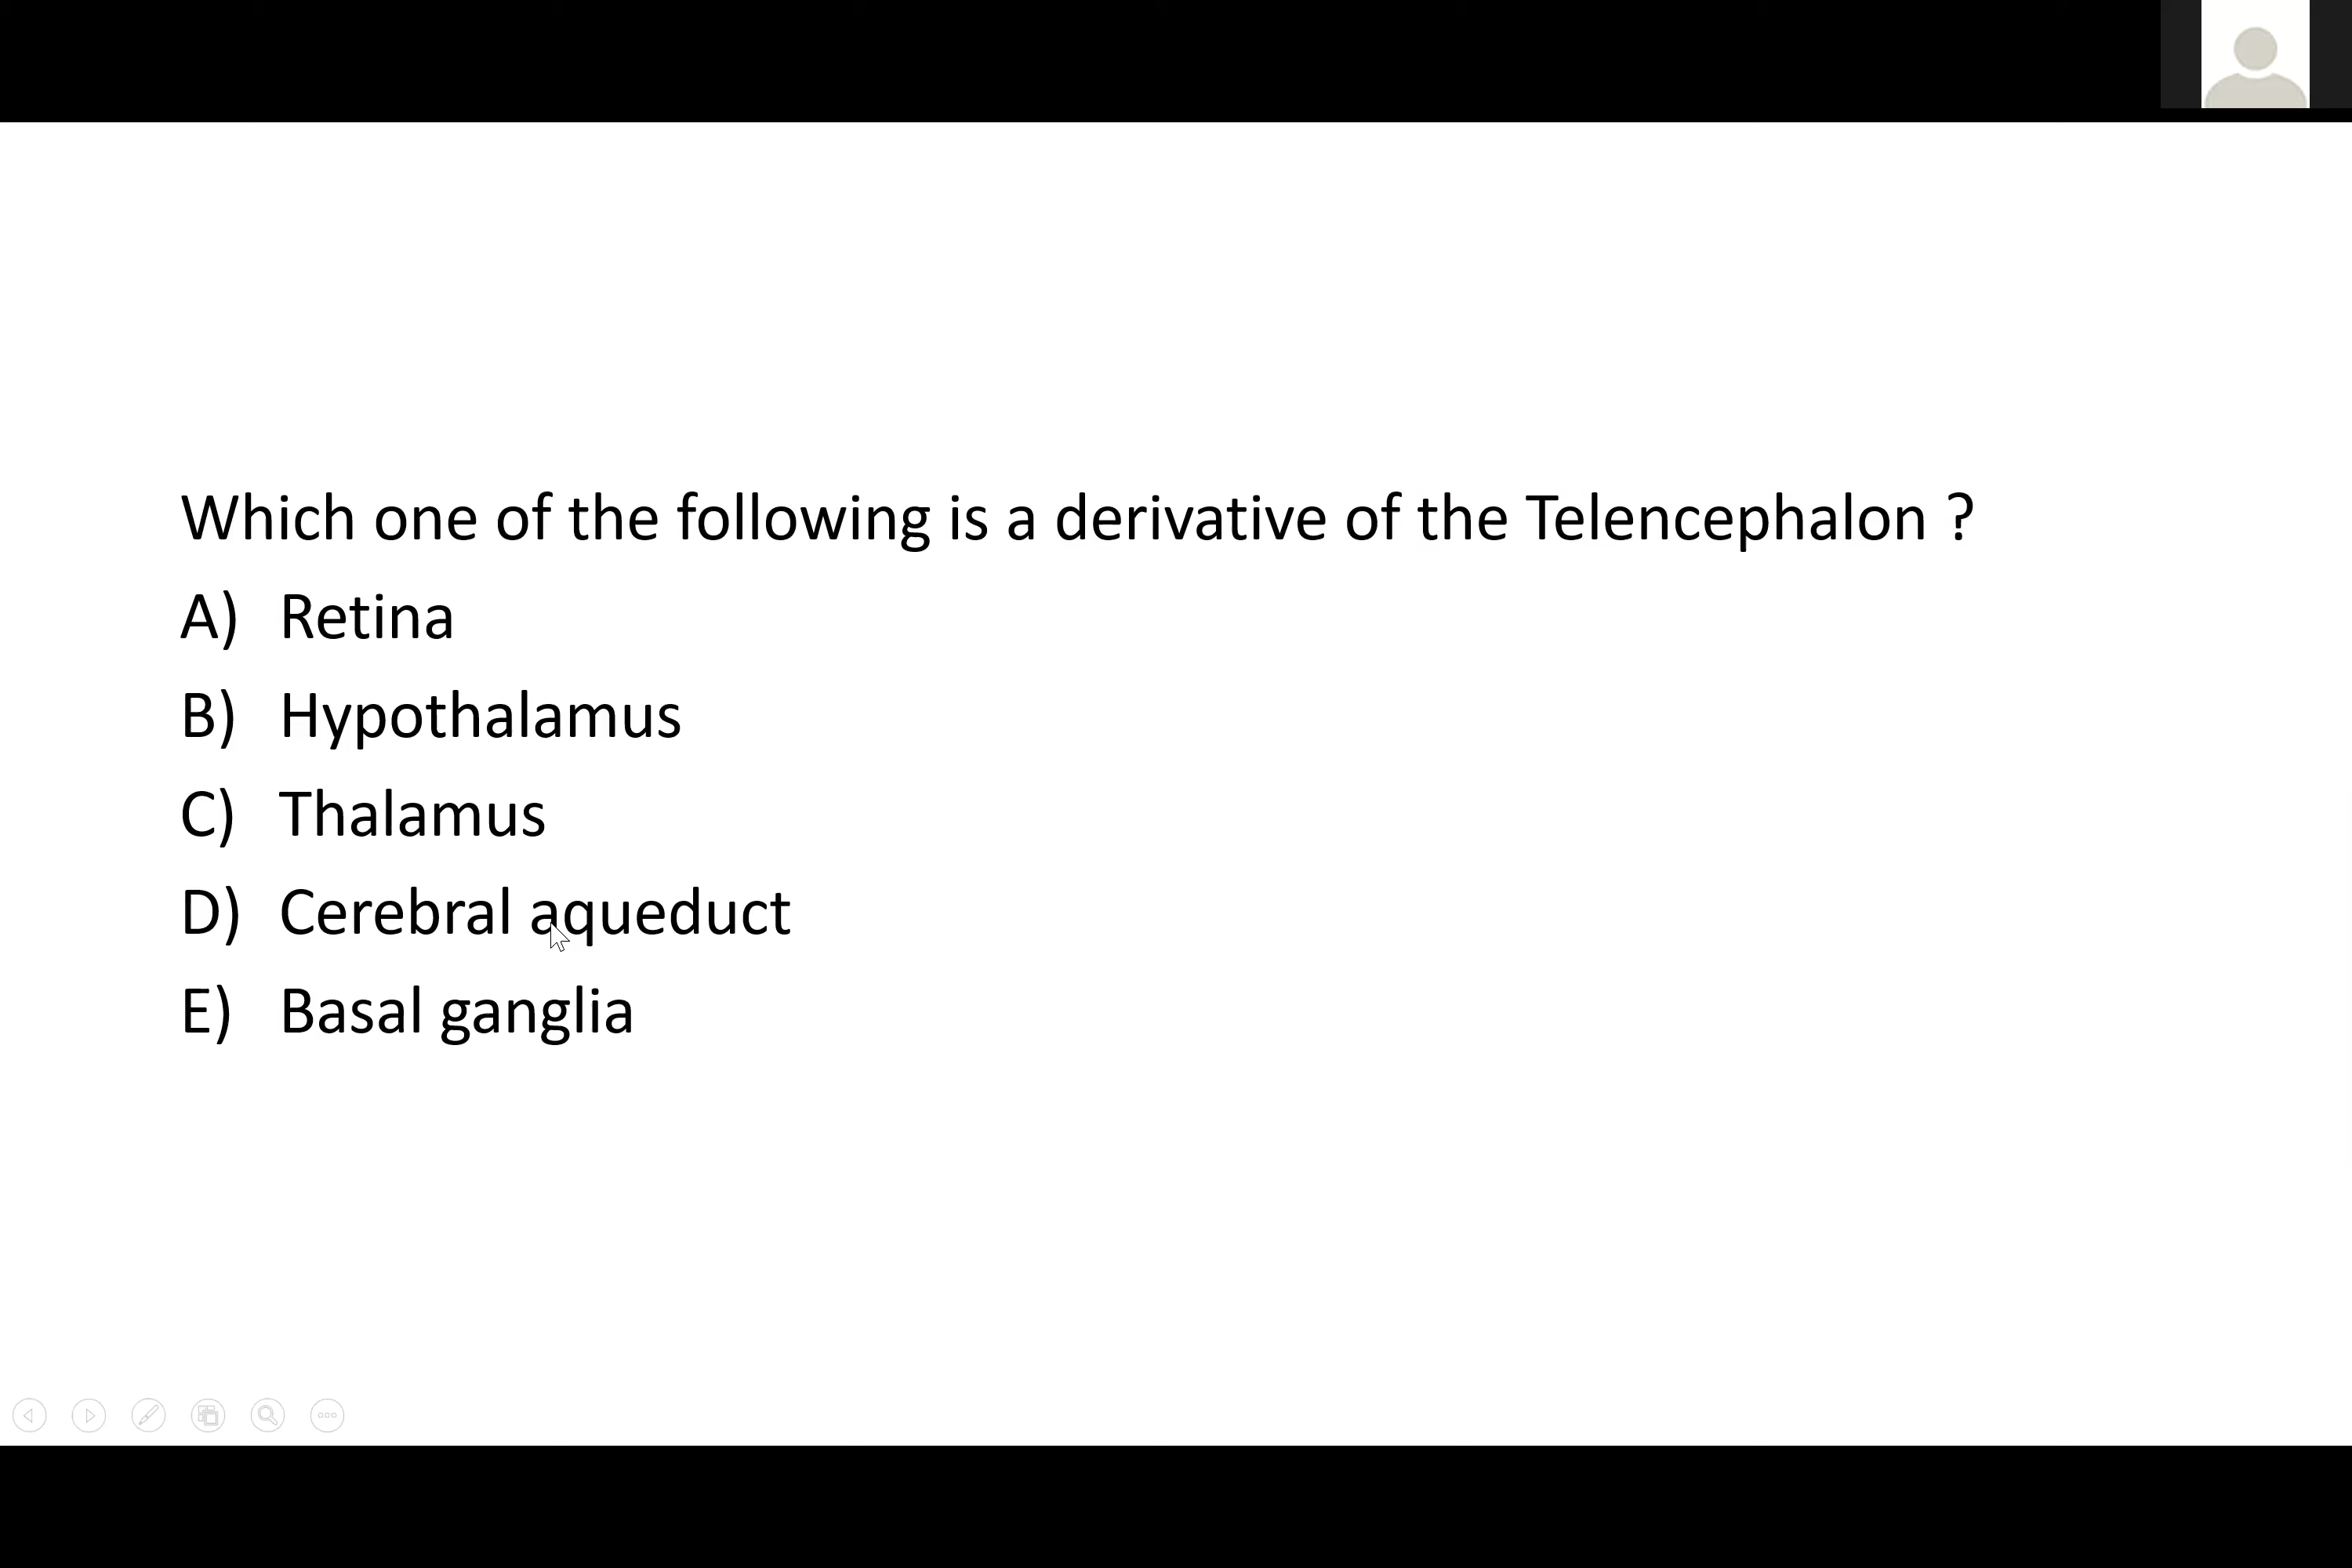 Which one of the following is a derivative of the Telencephalon ?
A) Retina
B) Hypothalamus
C) Thalamus
D) Cerebral aqueduct
E) Basal ganglia